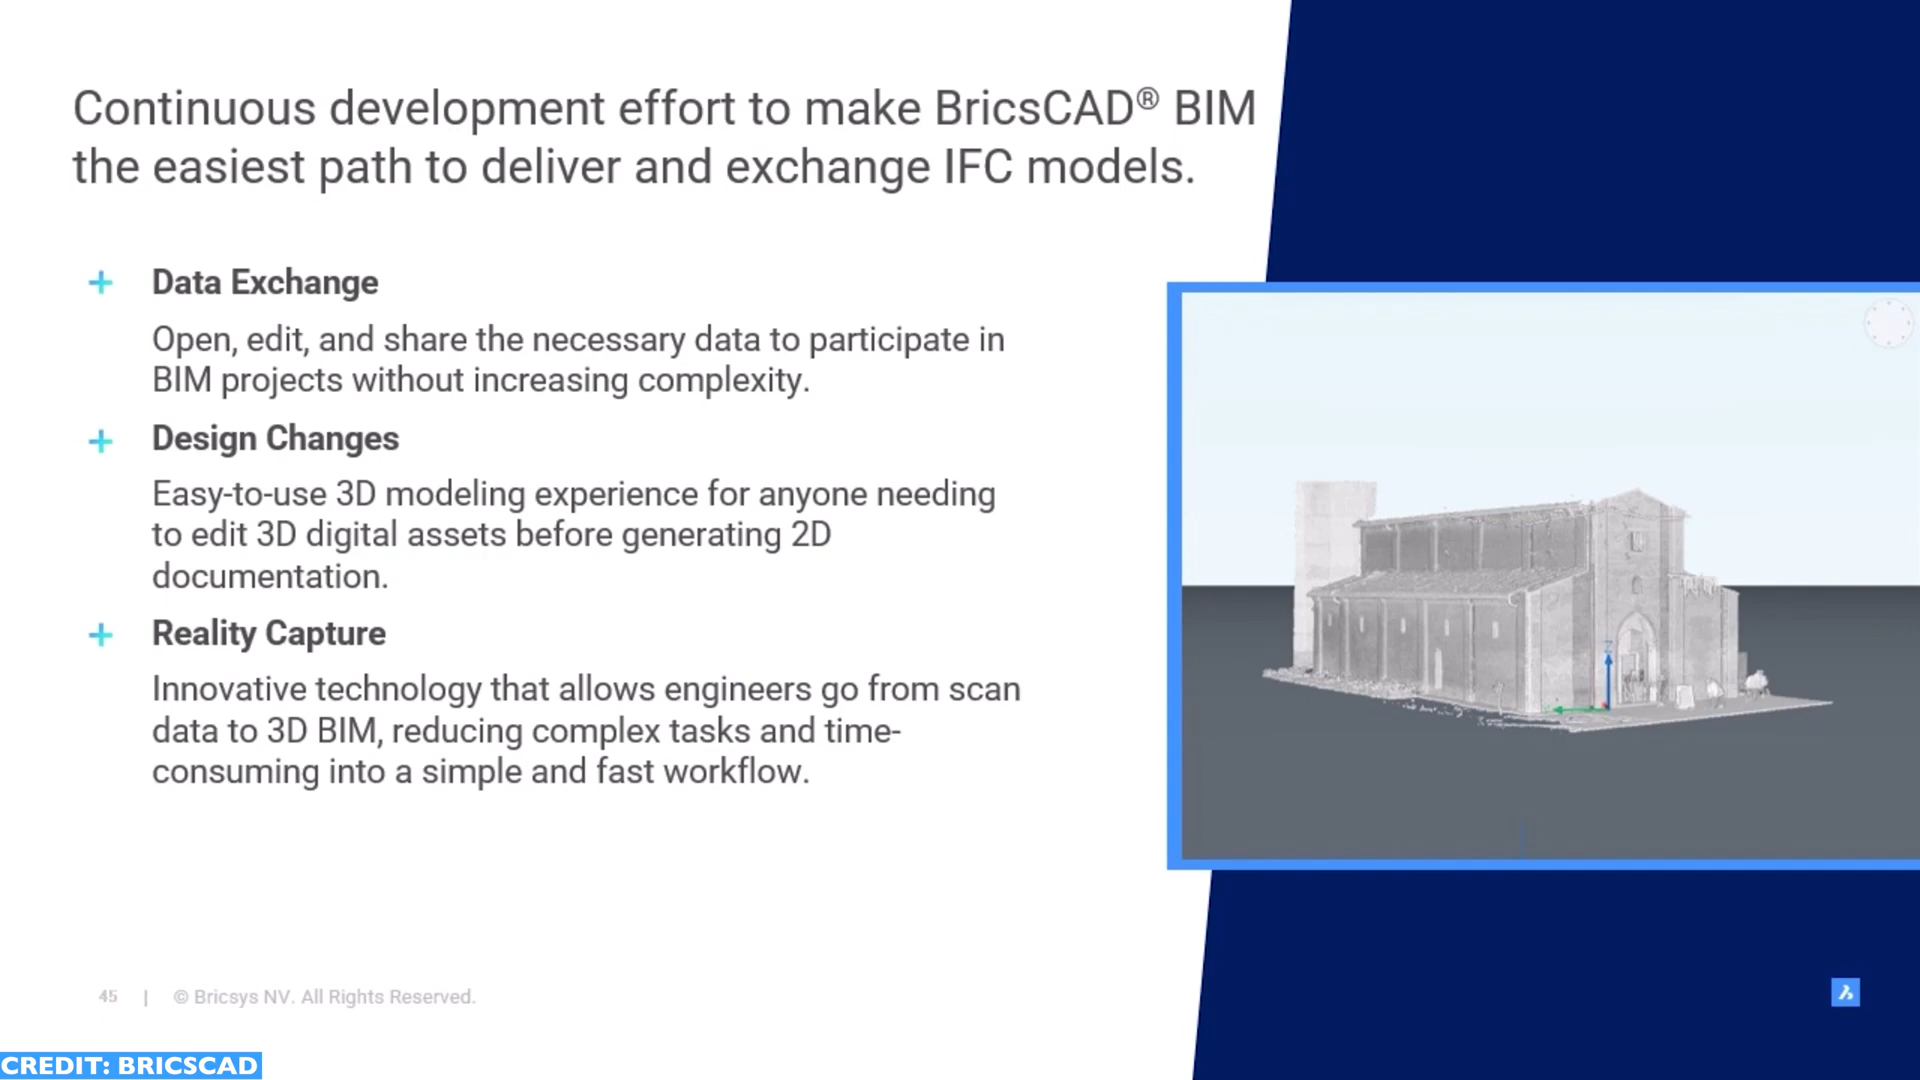 Continuous development effort to make BricsCAD® BIM
the easiest path to deliver and exchange IFC models.
+ Data Exchange
Open, edit, and share the necessary data to participate in
BIM projects without increasing complexity.
+ Design Changes
Easy-to-use 3D modeling experience for anyone needing
to edit 3D digital assets before generating 2D
documentation.
+ Reality Capture
Innovative technology that allows engineers go from scan
data to 3D BIM, reducing complex tasks and time-
consuming into a simple and fast workflow.
Z
45 | © Bricsys NV. All Rights Reserved.
CREDIT: BRICSCAD